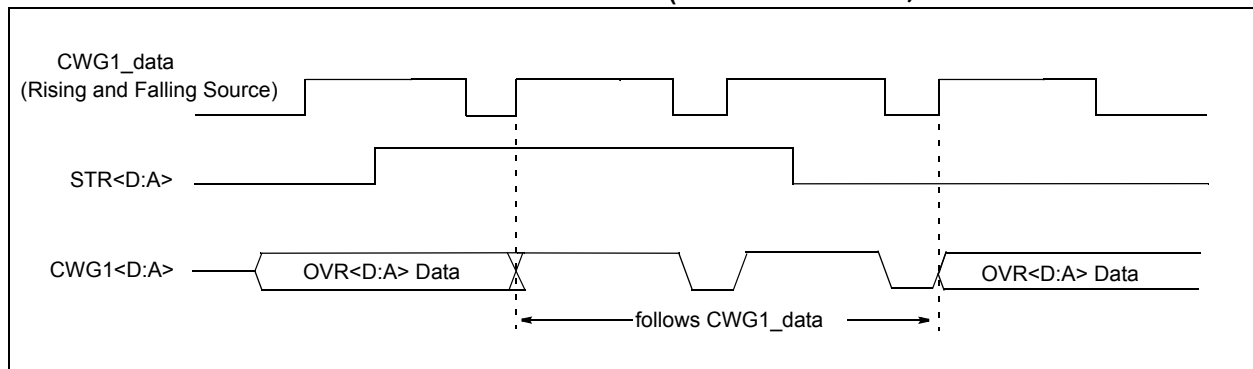 CWG1_data
(Rising and Falling Source)
STR<D:A>
CWG1<D:A>
OVR<D:A> Data
OVR<D:A> Data
follows CWG1_data